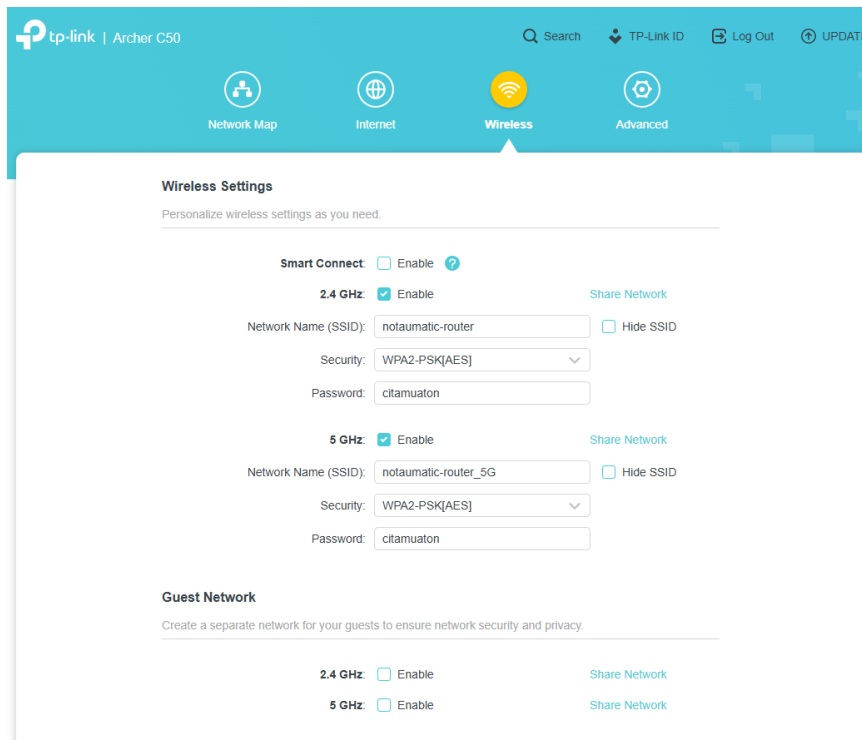 tp-link | Archer C50
Search TP-Link ID Log Out UPDAT
Network Map Internet Wireless Advanced
Wireless Settings
Personalize wireless settings as you need.
Smart Connect: Enable ?
2.4 GHz: Enable Share Network
Network Name (SSID): notaumatic-router Hide SSID
Security: WPA2-PSK[AES]
Password: citamuaton
5 GHz: Enable Share Network
Network Name (SSID): notaumatic-router_5G Hide SSID
Security: WPA2-PSK[AES]
Password: citamuaton
Guest Network
Create a separate network for your guests to ensure network security and privacy.
2.4 GHz: Enable Share Network
5 GHz: Enable Share Network